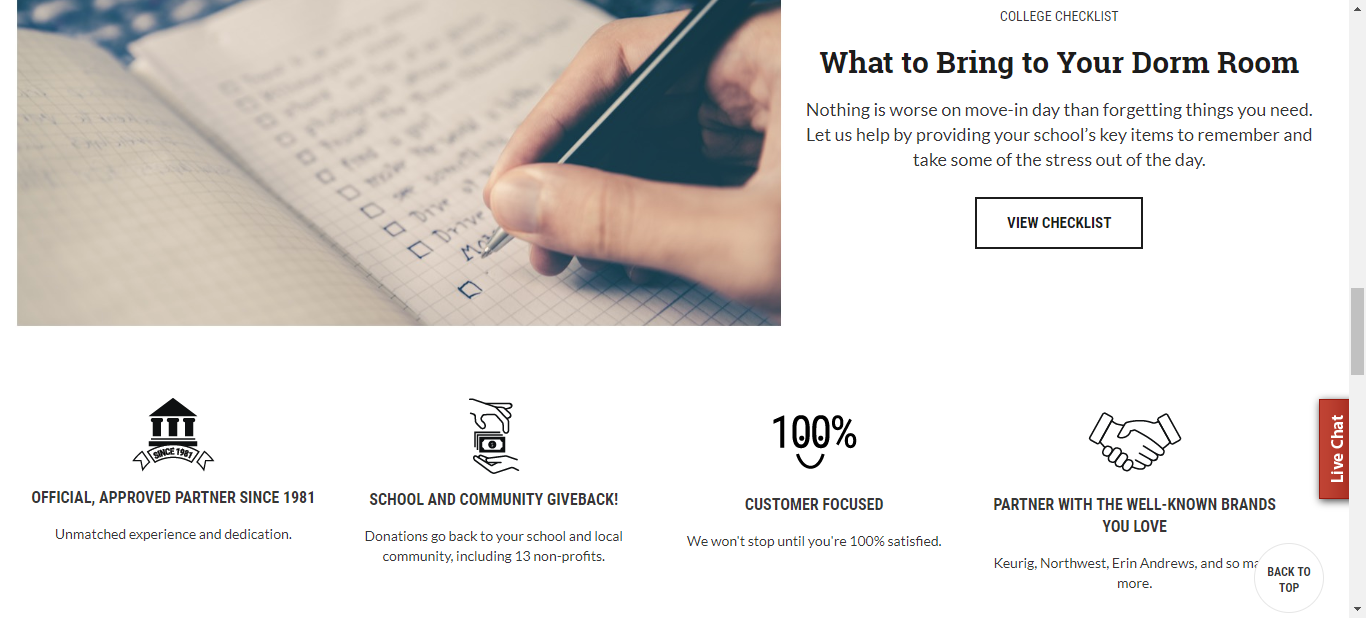 COLLEGE CHECKLIST
What to Bring to Your Dorm Room
Nothing is worse on move-in day than forgetting things you need.
Let us help by providing your school's key items to remember and
take some of the stress out of the day.
VIEW CHECKLIST
Drive
Drive
SINCE 1981
OFFICIAL, APPROVED PARTNER SINCE 1981
Unmatched experience and dedication.
SCHOOL AND COMMUNITY GIVEBACK!
Donations go back to your school and local
community, including 13 non-profits.
100%
CUSTOMER FOCUSED
We won't stop until you're 100% satisfied.
PARTNER WITH THE WELL-KNOWN BRANDS
YOU LOVE
Keurig, Northwest, Erin Andrews, and so
more.
Live Chat
BACK TO
TOP